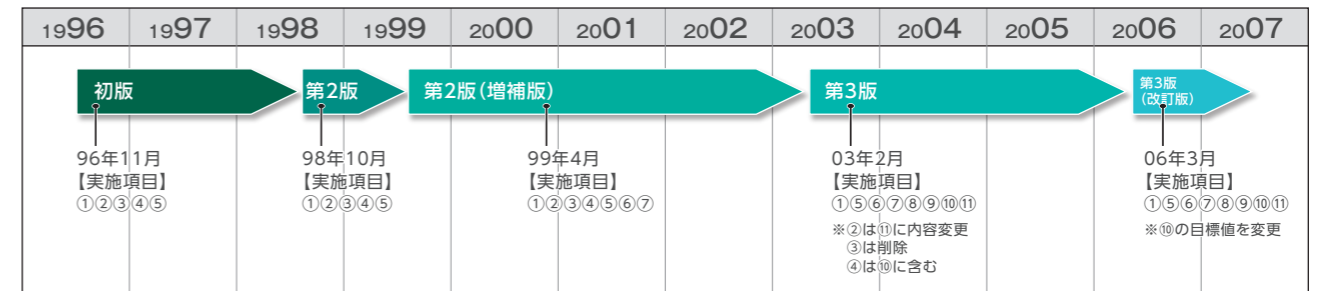 1996 1997 1998 1999 2000 2001 2002 2003 2004 2005 2006 2007
初版
第2版
第2版（増補版）
第3版
第3版
（改訂版）
96年11月
【実施項目】
①②③④⑤
98年10月
【実施項目】
①②③④⑤
99年4月
【実施項目】
①②③④⑤⑥⑦
03年2月
【実施項目】
①⑤⑥⑦⑧⑨⑩⑪
※②は⑪に内容変更
③は削除
④は⑩に含む
06年3月
【実施項目】
①⑤⑥⑦⑧⑨⑩⑪
※⑩の目標値を変更